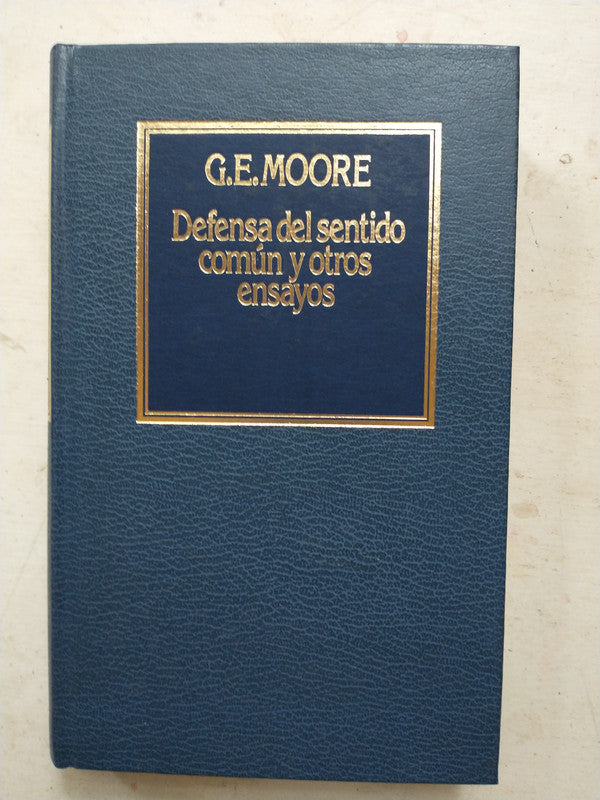 G.E.MOORE
Defensa del sentido
común y otros
ensayos